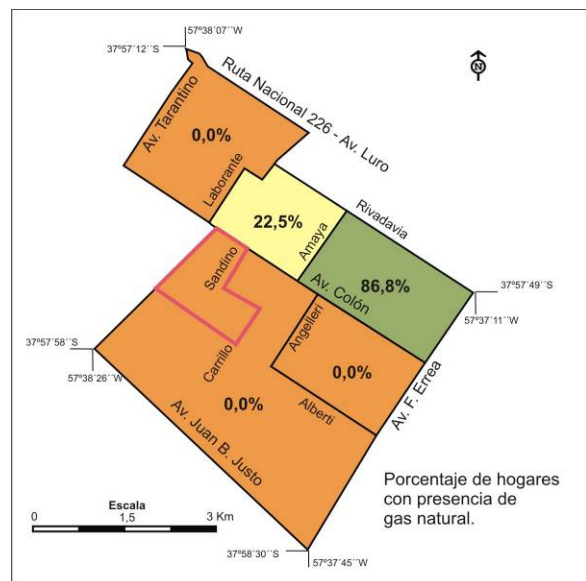 57°38´07´´W
37°57´12´´S
N
Ruta Nacional 226 - Av. Luro
Av. Tarantino
0,0%
Laborante
22,5%
Amaya
Rivadavia
Sandino
Av. Colón
86,8%
37°57´49´´S
57°37´11´´W
Angelleri
37°57´58´´S
57°38´26´´W
Carrillo
0,0%
0,0%
Alberti
Av. F. Errea
Av. Juan B. Justo
Porcentaje de hogares
con presencia de
gas natural.
Escala
0 1,5 3 Km
37°58´30´´S
57°37´45´´W